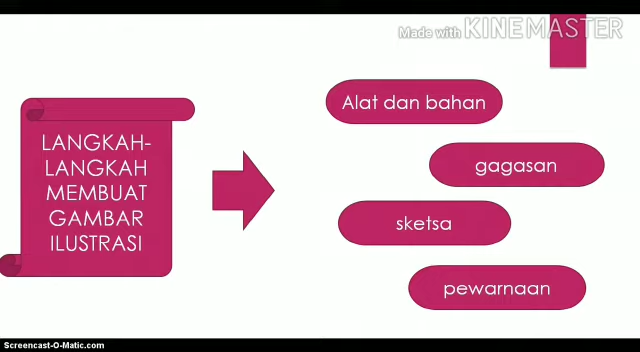 Made with KINEMASTER
Alat dan bahan
LANGKAH-
LANGKAH
MEMBUAT
GAMBAR
ILUSTRASI
gagasan
sketsa
pewarnaan
Screencast-O-Matic.com